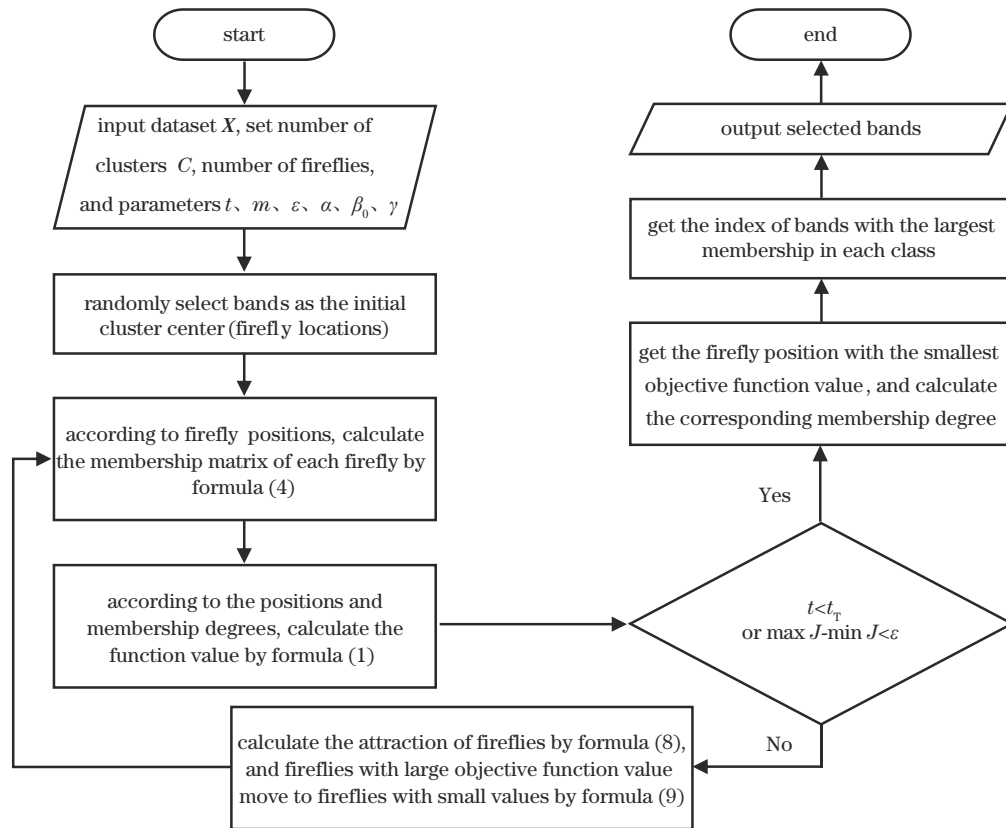 start
input dataset X, set number of
clusters C, number of fireflies,
and parameters t、m、ε、α、β₀、γ
randomly select bands as the initial
cluster center (firefly locations)
according to firefly positions, calculate
the membership matrix of each firefly by
formula (4)
according to the positions and
membership degrees, calculate the
function value by formula (1)
t<t_T
or max J-min J<ε
No
calculate the attraction of fireflies by formula (8),
and fireflies with large objective function value
move to fireflies with small values by formula (9)
Yes
get the firefly position with the smallest
objective function value, and calculate
the corresponding membership degree
get the index of bands with the largest
membership in each class
output selected bands
end